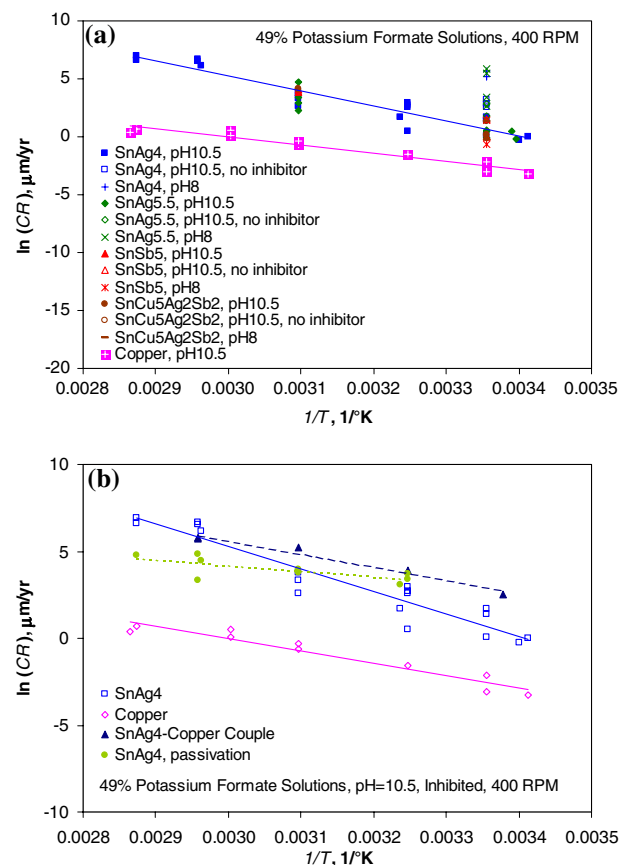 (a)
49% Potassium Formate Solutions, 400 RPM
ln (CR), μm/yr
10
5
0
-5
-10
-15
-20
SnAg4, pH10.5
SnAg4, pH10.5, no inhibitor
SnAg4, pH8
SnAg5.5, pH10.5
SnAg5.5, pH10.5, no inhibitor
SnAg5.5, pH8
SnSb5, pH10.5
SnSb5, pH10.5, no inhibitor
SnSb5, pH8
SnCu5Ag2Sb2, pH10.5
SnCu5Ag2Sb2, pH10.5, no inhibitor
SnCu5Ag2Sb2, pH8
Copper, pH10.5
0.0028 0.0029 0.0030 0.0031 0.0032 0.0033 0.0034 0.0035
1/T, 1/°K
(b)
ln (CR), μm/yr
10
5
0
-5
-10
SnAg4
Copper
SnAg4-Copper Couple
SnAg4, passivation
49% Potassium Formate Solutions, pH=10.5, Inhibited, 400 RPM
0.0028 0.0029 0.0030 0.0031 0.0032 0.0033 0.0034 0.0035
1/T, 1/°K